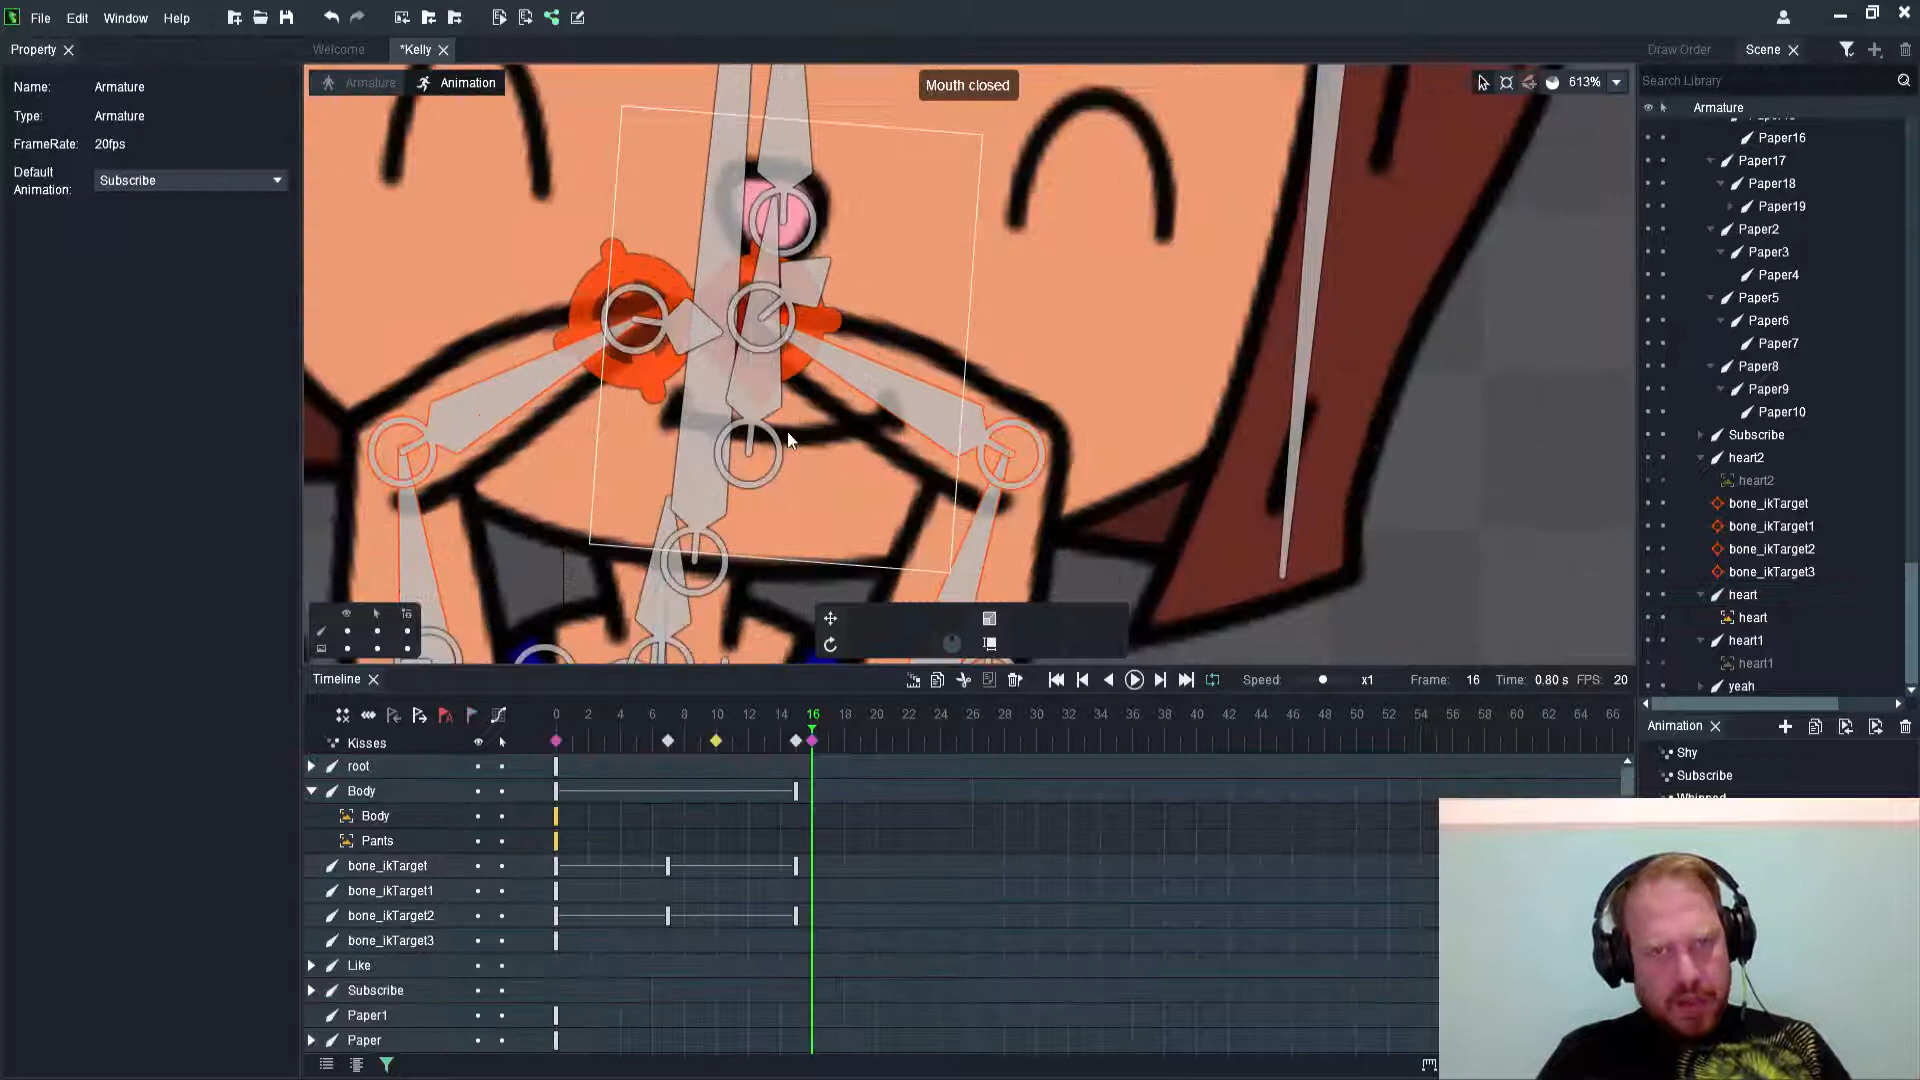 File Edit Window Help
Property
Welcome *Kelly
Draw Order Scene
Name: Armature
Type: Armature
FrameRate: 20fps
Default Animation: Subscribe
Armature Animation
Mouth closed
613%
Search Library
Armature
Paper16
Paper17
Paper18
Paper19
Paper2
Paper3
Paper4
Paper5
Paper6
Paper7
Paper8
Paper9
Paper10
Subscribe
heart2
heart2
bone_ikTarget
bone_ikTarget1
bone_ikTarget2
bone_ikTarget3
heart
heart
heart1
heart1
yeah
Timeline
Speed: x1 Frame: 16 Time: 0.80 s FPS: 20
0 2 4 6 8 10 12 14 16 18 20 22 24 26 28 30 32 34 36 38 40 42 44 46 48 50 52 54 56 58 60 62 64 66
Kisses
root
Body
Body
Pants
bone_ikTarget
bone_ikTarget1
bone_ikTarget2
bone_ikTarget3
Like
Subscribe
Paper1
Paper
Animation
Shy
Subscribe
Whipped